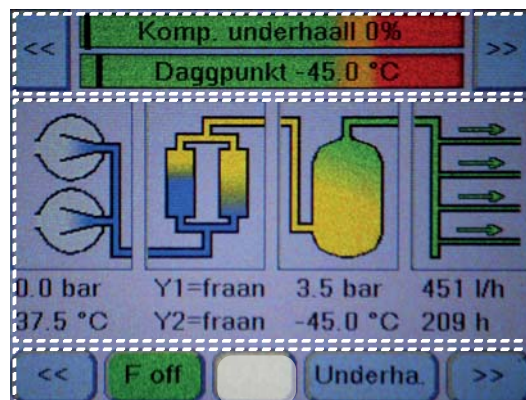 << Komp. underhaall 0% >>
Daggpunkt -45.0 °C
0.0 bar Y1=fraan 3.5 bar 451 l/h
37.5 °C Y2=fraan -45.0 °C 209 h
<< F off Underha. >>